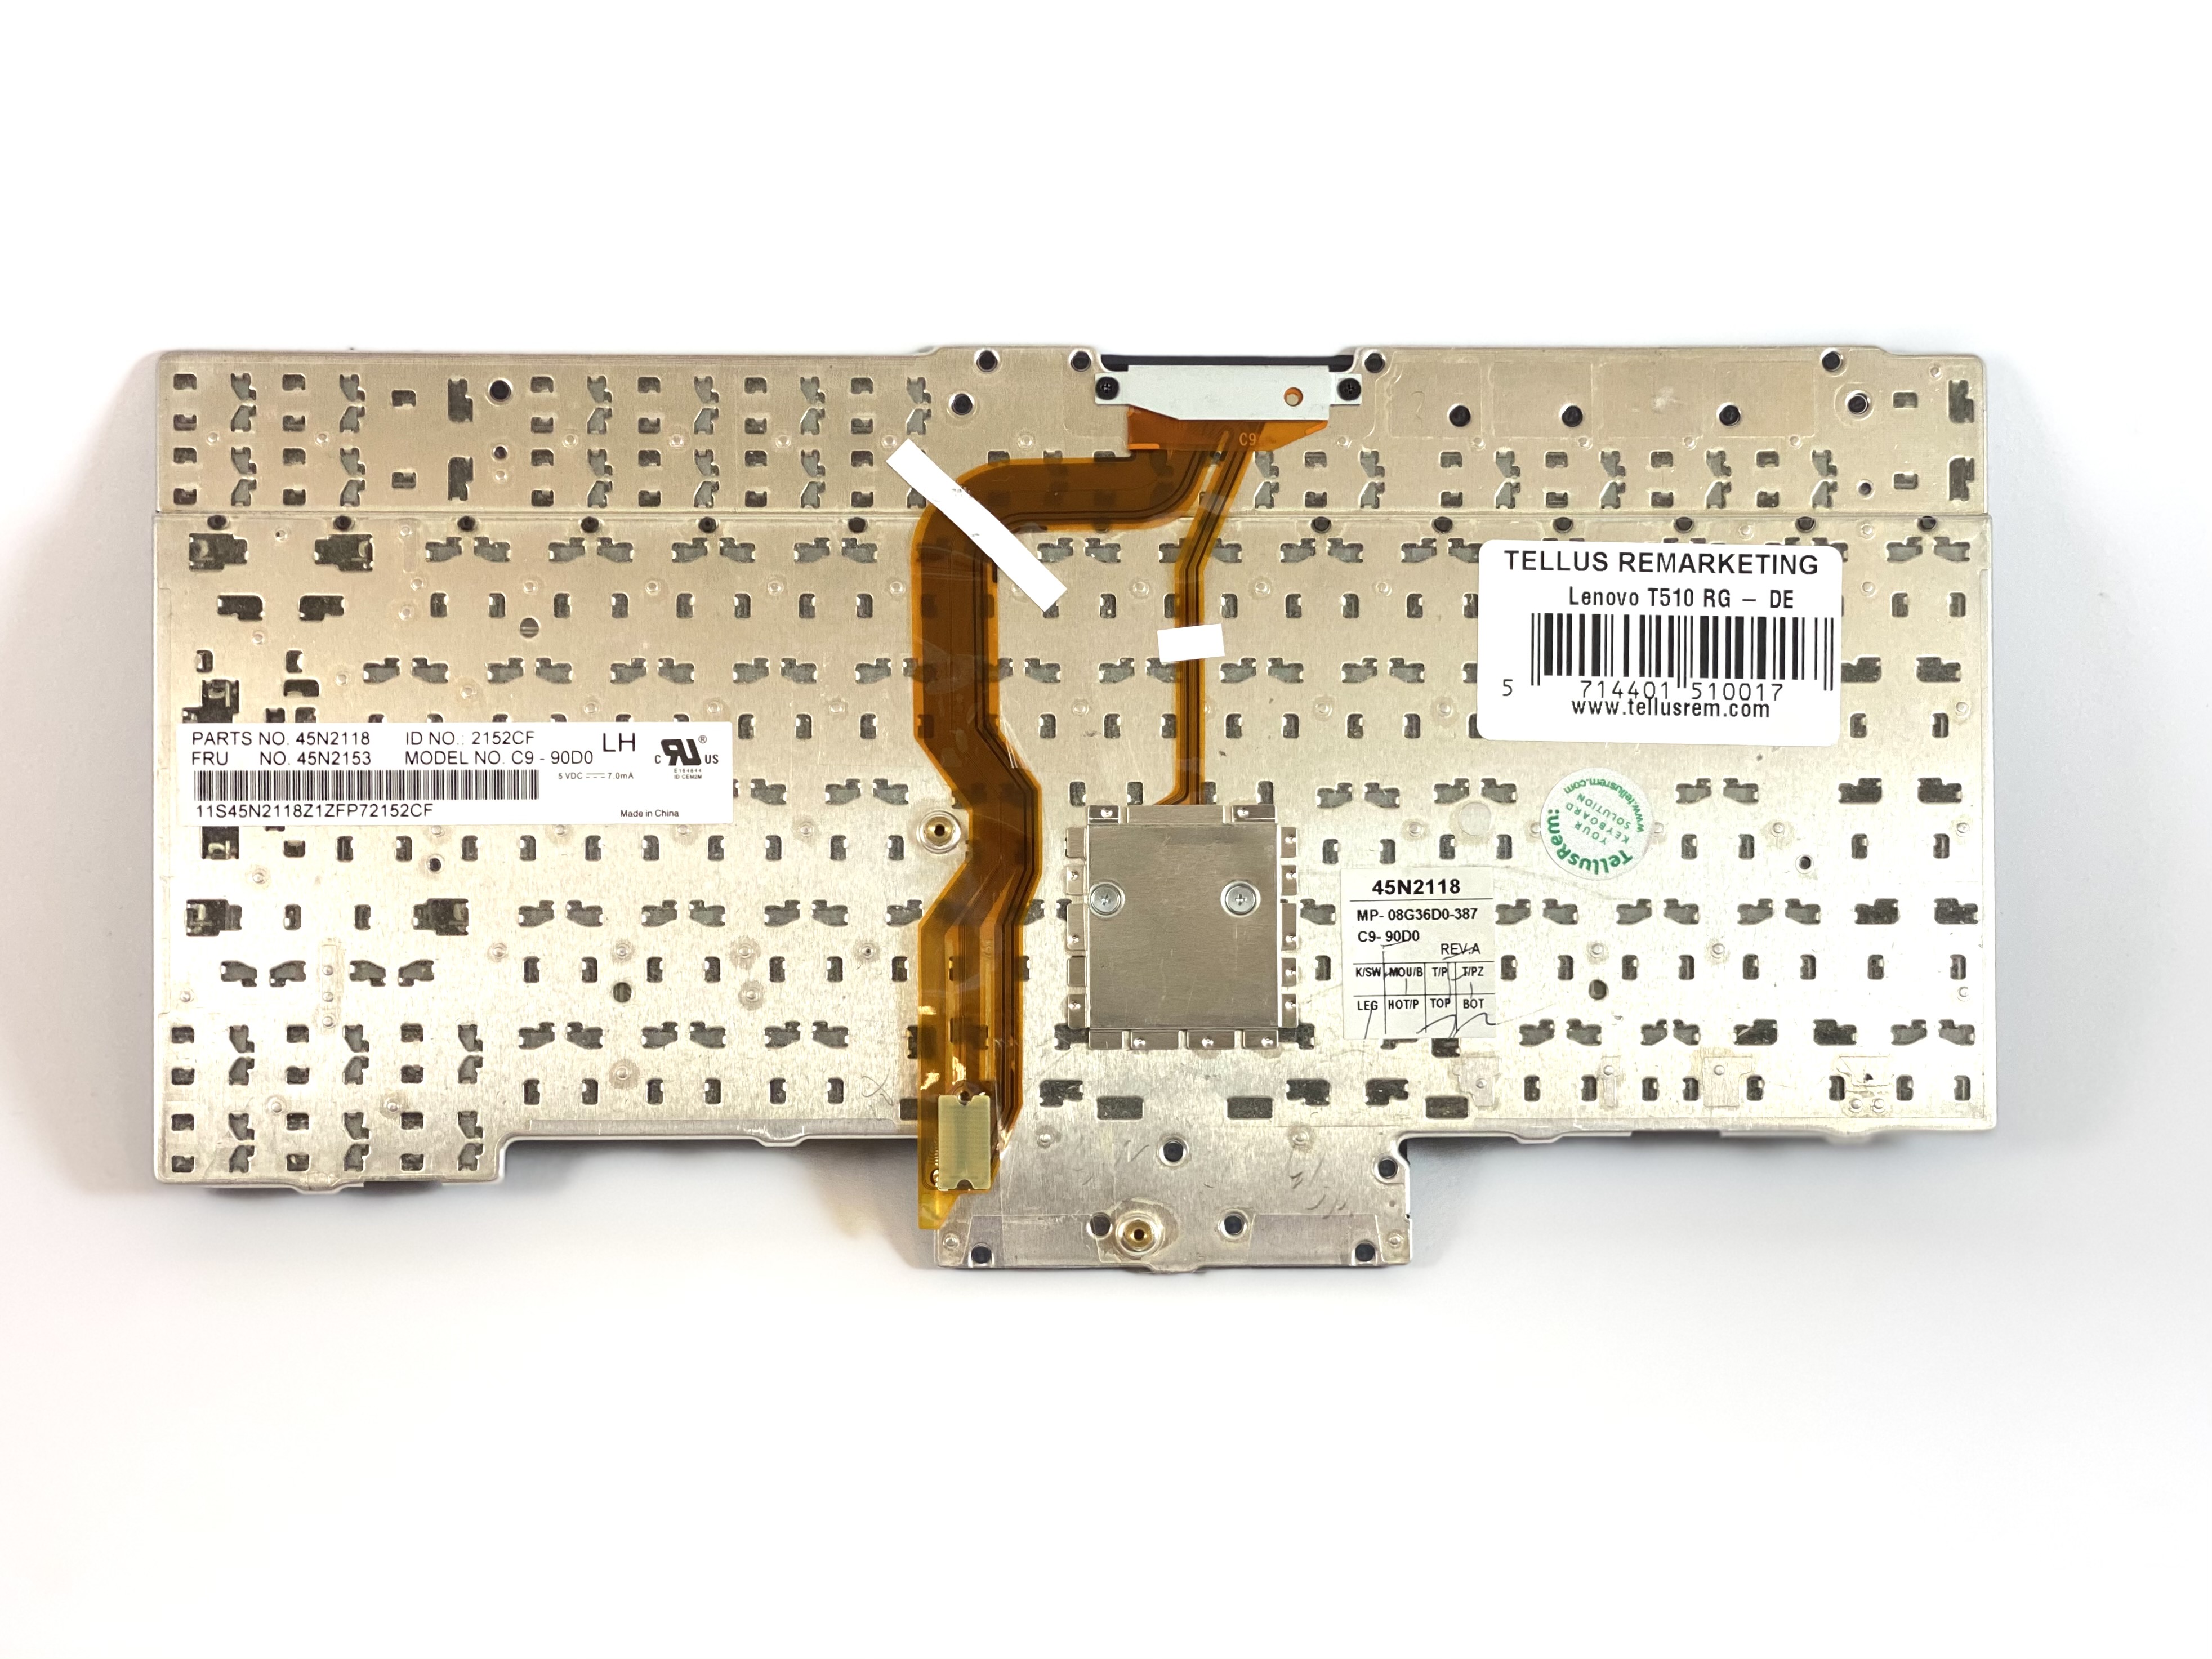 C9
TELLUS REMARKETING
Lenovo T510 RG – DE
5 714401 510017
www.tellusrem.com
PARTS NO. 45N2118 ID NO.: 2152CF LH
FRU NO. 45N2153 MODEL NO. C9 - 90D0
C US ®
E164844
ID CEM2M
5 VDC 7.0mA
11S45N2118Z1ZFP72152CF
Made in China
www.tellusrem.com
YOUR
KEYBOARD
SOLUTION
TellusRem:
45N2118
MP- 08G36D0-387
C9- 90D0
REV.A
K/SW MOU/B T/P T/PZ
LEG HOT/P TOP BOT